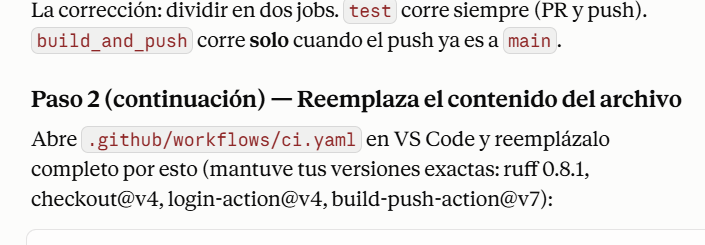 La corrección: dividir en dos jobs. test corre siempre (PR y push).
build_and_push corre solo cuando el push ya es a main.
Paso 2 (continuación) — Reemplaza el contenido del archivo
Abre .github/workflows/ci.yaml en VS Code y reemplázalo
completo por esto (mantuve tus versiones exactas: ruff 0.8.1,
checkout@v4, login-action@v4, build-push-action@v7):